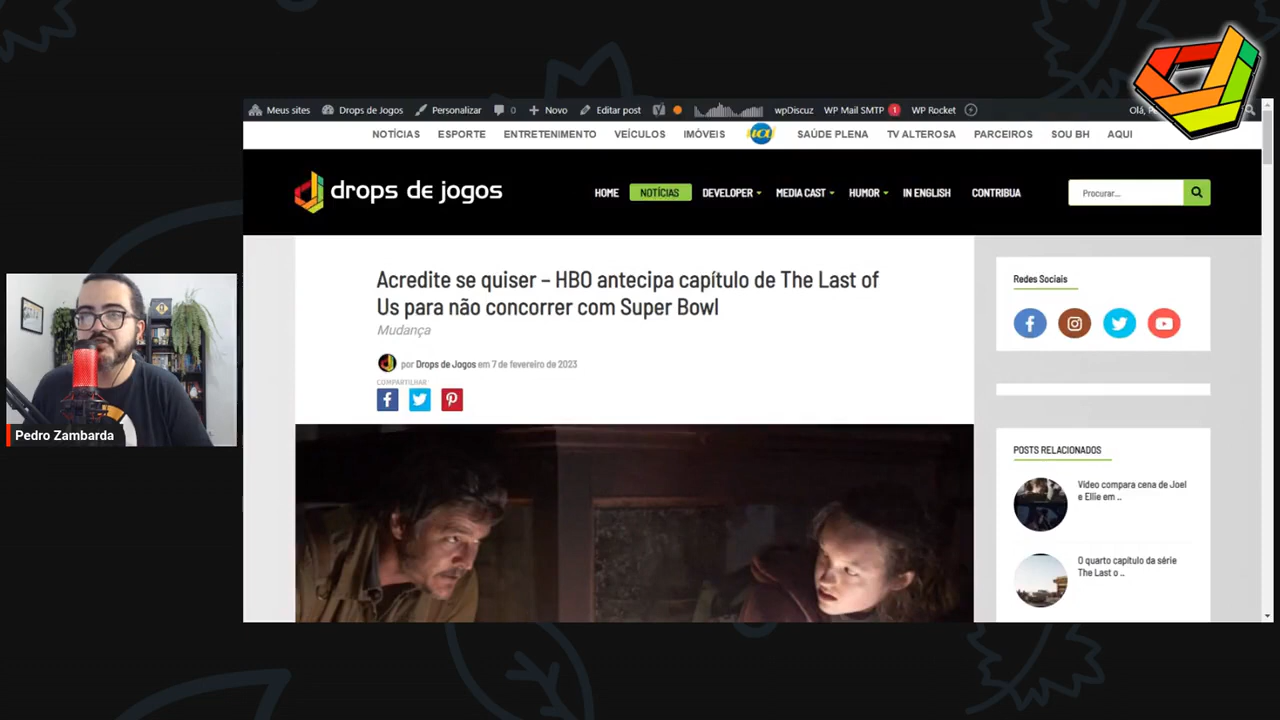 Meus sites Drops de Jogos Personalizar 0 Novo Editar post wpDiscuz WP Mail SMTP 1 WP Rocket Olá,
NOTÍCIAS ESPORTE ENTRETENIMENTO VEÍCULOS IMÓVEIS UAI SAÚDE PLENA TV ALTEROSA PARCEIROS SOU BH AQUI
drops de jogos HOME NOTÍCIAS DEVELOPER MEDIA CAST HUMOR IN ENGLISH CONTRIBUA Procurar...
Acredite se quiser – HBO antecipa capítulo de The Last of
Us para não concorrer com Super Bowl
Mudança
por Drops de Jogos em 7 de fevereiro de 2023
COMPARTILHAR
Redes Sociais
POSTS RELACIONADOS
Vídeo compara cena de Joel
e Ellie em ..
O quarto capítulo da série
The Last o ..
Pedro Zambarda